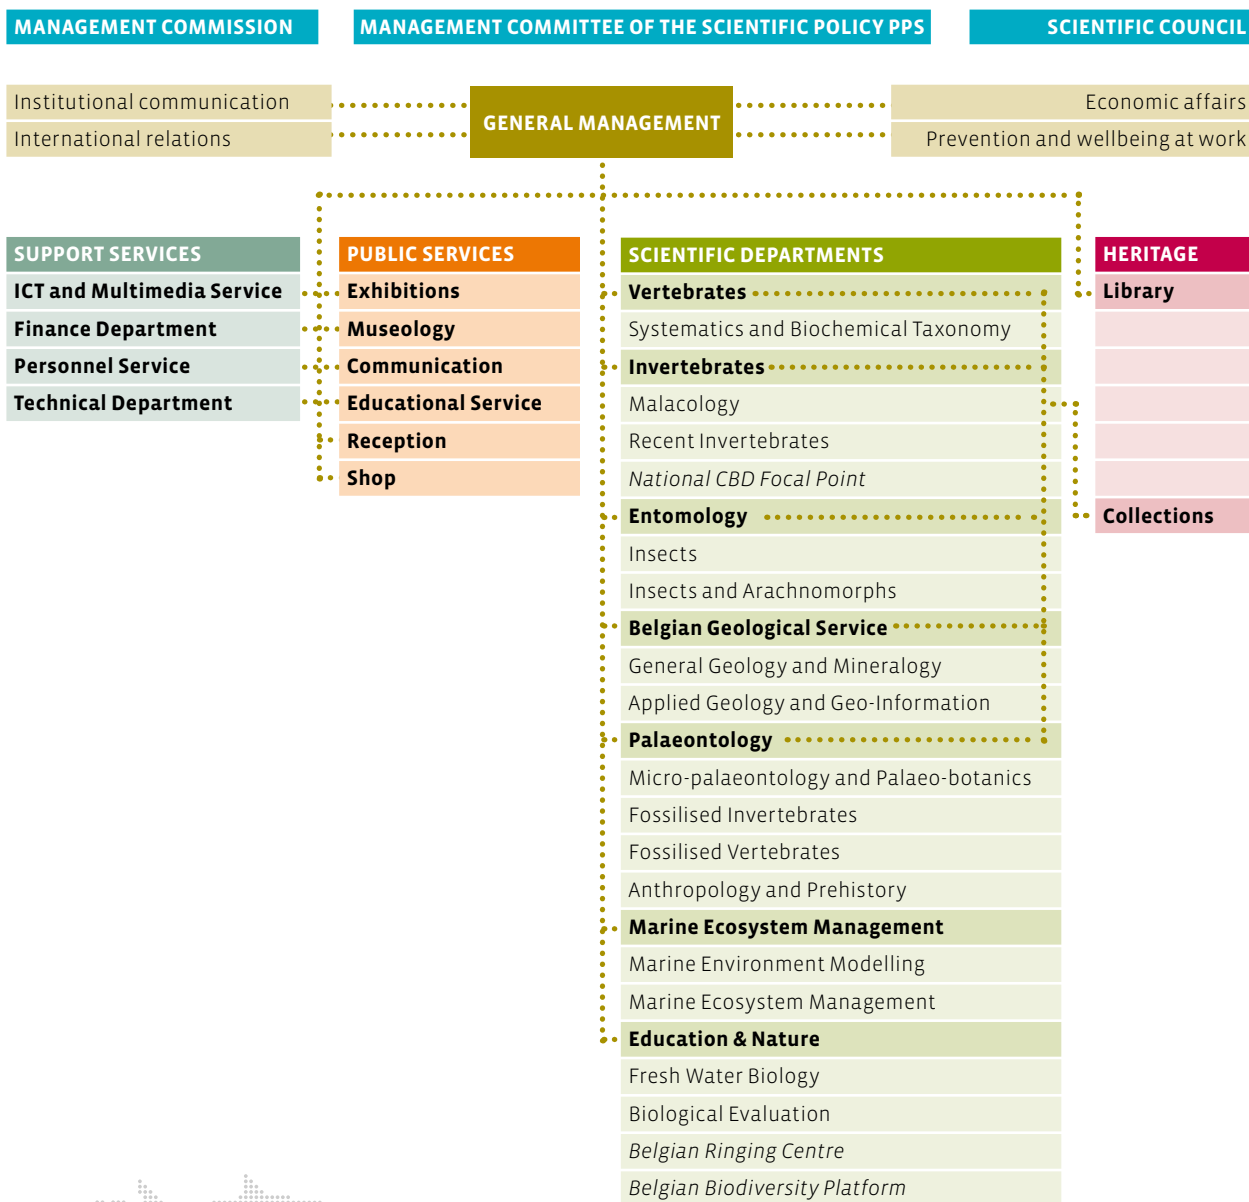 MANAGEMENT COMMISSION
MANAGEMENT COMMITTEE OF THE SCIENTIFIC POLICY PPS
SCIENTIFIC COUNCIL
Institutional communication
International relations
GENERAL MANAGEMENT
Economic affairs
Prevention and wellbeing at work
SUPPORT SERVICES
ICT and Multimedia Service
Finance Department
Personnel Service
Technical Department
PUBLIC SERVICES
Exhibitions
Museology
Communication
Educational Service
Reception
Shop
SCIENTIFIC DEPARTMENTS
Vertebrates
Systematics and Biochemical Taxonomy
Invertebrates
Malacology
Recent Invertebrates
National CBD Focal Point
Entomology
Insects
Insects and Arachnomorphs
Belgian Geological Service
General Geology and Mineralogy
Applied Geology and Geo-Information
Palaeontology
Micro-palaeontology and Palaeo-botanics
Fossilised Invertebrates
Fossilised Vertebrates
Anthropology and Prehistory
Marine Ecosystem Management
Marine Environment Modelling
Marine Ecosystem Management
Education & Nature
Fresh Water Biology
Biological Evaluation
Belgian Ringing Centre
Belgian Biodiversity Platform
HERITAGE
Library
Collections